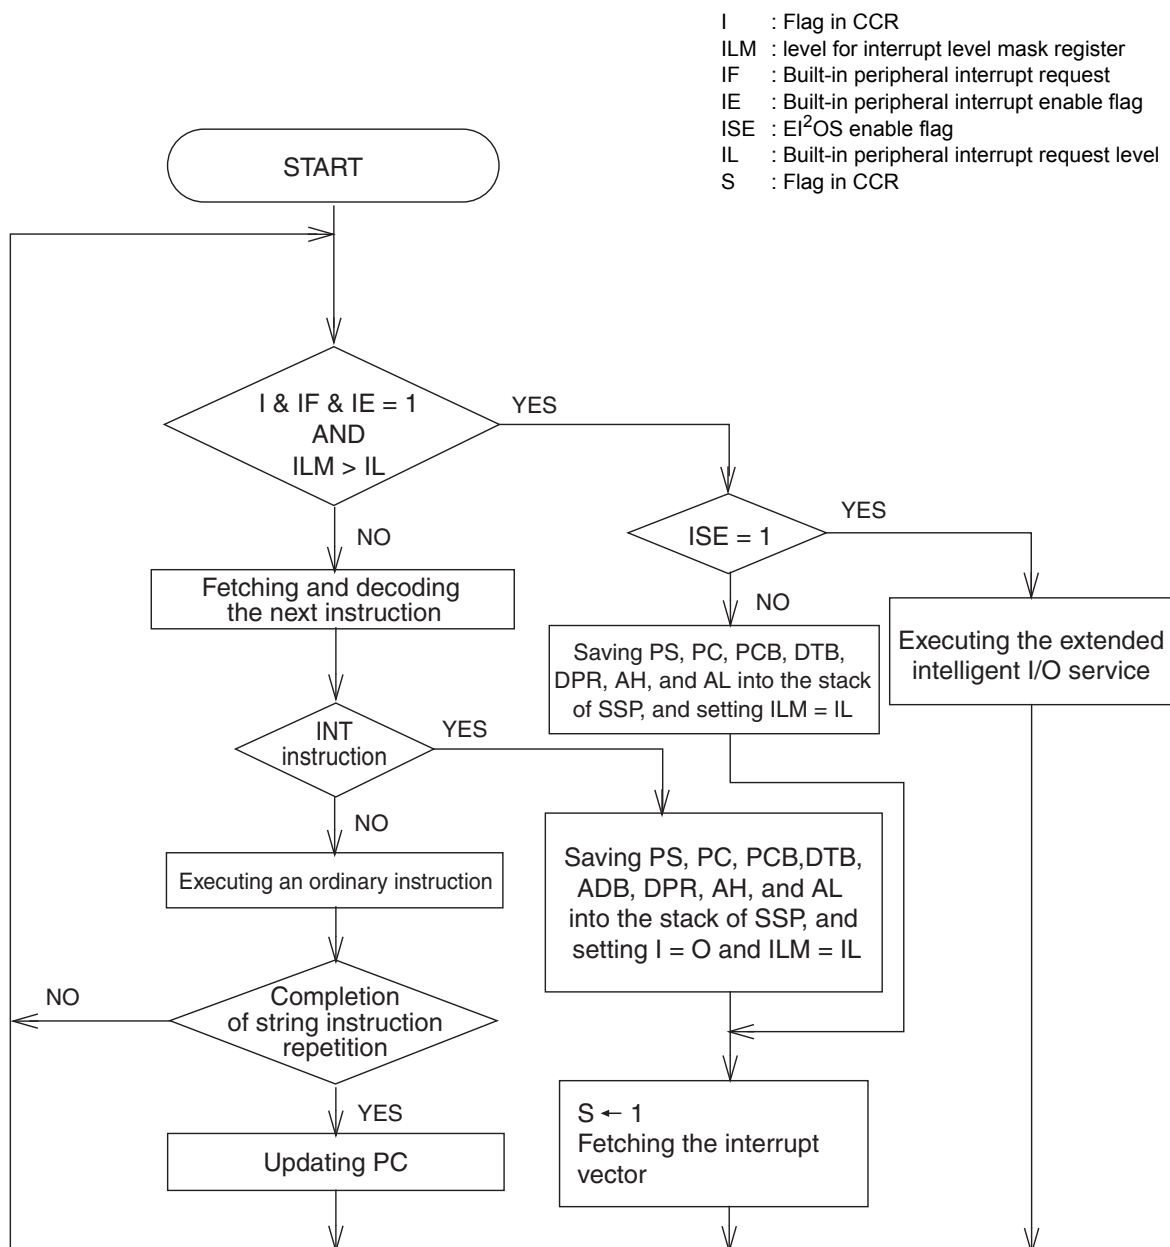 I : Flag in CCR
ILM : level for interrupt level mask register
IF : Built-in peripheral interrupt request
IE : Built-in peripheral interrupt enable flag
ISE : EI²OS enable flag
IL : Built-in peripheral interrupt request level
S : Flag in CCR
START
I & IF & IE = 1
AND
ILM > IL
YES
NO
ISE = 1
YES
NO
Fetching and decoding
the next instruction
Saving PS, PC, PCB, DTB,
DPR, AH, and AL into the stack
of SSP, and setting ILM = IL
Executing the extended
intelligent I/O service
INT
instruction
YES
NO
Saving PS, PC, PCB,DTB,
ADB, DPR, AH, and AL
into the stack of SSP, and
setting I = O and ILM = IL
Executing an ordinary instruction
Completion
of string instruction
repetition
NO
YES
Updating PC
S ← 1
Fetching the interrupt
vector